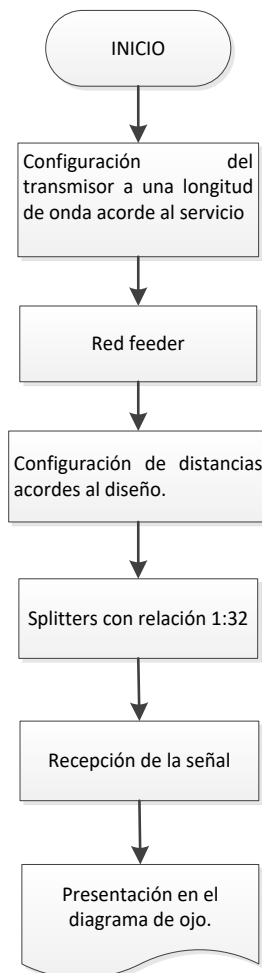 INICIO
Configuración del
transmisor a una longitud
de onda acorde al servicio
Red feeder
Configuración de distancias
acordes al diseño.
Splitters con relación 1:32
Recepción de la señal
Presentación en el
diagrama de ojo.